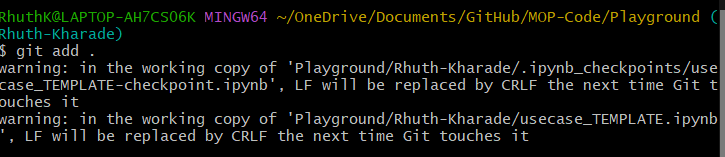 RhuthK@LAPTOP-AH7CSO6K MINGW64 ~/OneDrive/Documents/GitHub/MOP-Code/Playground (
Rhuth-Kharade)
$ git add .
warning: in the working copy of 'Playground/Rhuth-Kharade/.ipynb_checkpoints/use
case_TEMPLATE-checkpoint.ipynb', LF will be replaced by CRLF the next time Git t
ouches it
warning: in the working copy of 'Playground/Rhuth-Kharade/usecase_TEMPLATE.ipynb
', LF will be replaced by CRLF the next time Git touches it